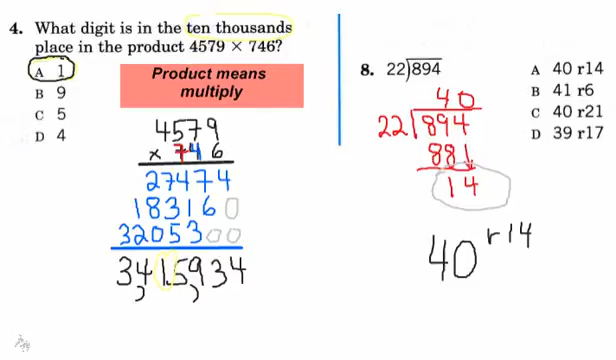 4. What digit is in the ten thousands
place in the product 4579 × 746?
A 1
B 9
C 5
D 4
Product means
multiply
4579
× 746
27474
183160
3205300
3,415,934
8. 22)894
A 40 r14
B 41 r6
C 40 r21
D 39 r17
40
22)894
881
14
40 r14